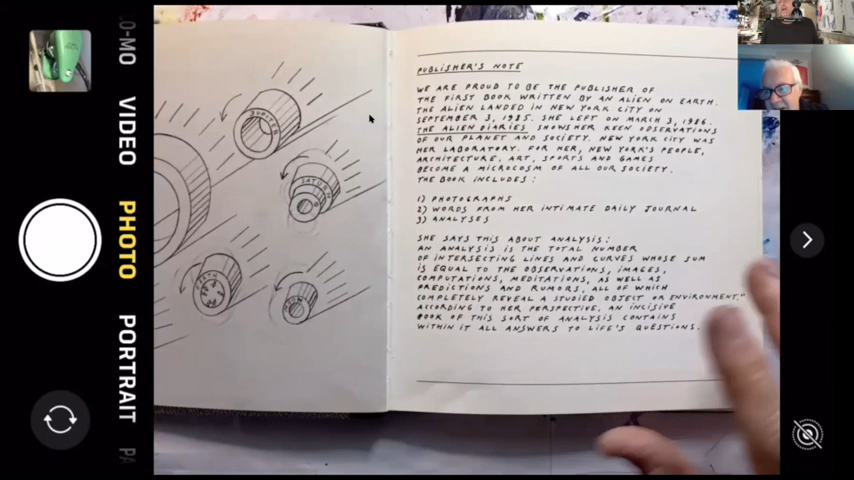 LO-MO
VIDEO
PHOTO
PORTRAIT
PA
JUPITER
SATURN
EARTH
PUBLISHER'S NOTE
WE ARE PROUD TO BE THE PUBLISHER OF
THE FIRST BOOK WRITTEN BY AN ALIEN ON EARTH.
THE ALIEN LANDED IN NEW YORK CITY ON
SEPTEMBER 3, 1985. SHE LEFT ON MARCH 3, 1986.
THE ALIEN DIARIES SHOWS HER KEEN OBSERVATIONS
OF OUR PLANET AND SOCIETY. NEW YORK CITY WAS
HER LABORATORY. FOR HER, NEW YORK'S PEOPLE,
ARCHITECTURE, ART, SPORTS AND GAMES
BECOME A MICROCOSM OF ALL OUR SOCIETY.
THE BOOK INCLUDES:
1) PHOTOGRAPHS
2) WORDS FROM HER INTIMATE DAILY JOURNAL
3) ANALYSES
SHE SAYS THIS ABOUT ANALYSIS:
AN ANALYSIS IS THE TOTAL NUMBER
OF INTERSECTING LINES AND CURVES WHOSE SUM
IS EQUAL TO THE OBSERVATIONS, IMAGES,
COMPUTATIONS, MEDITATIONS, AS WELL AS
PREDICTIONS AND RUMORS, ALL OF WHICH
COMPLETELY REVEAL A STUDIED OBJECT OR ENVIRONMENT."
ACCORDING TO HER PERSPECTIVE, AN INCISIVE
BOOK OF THIS SORT OF ANALYSIS CONTAINS
WITHIN IT ALL ANSWERS TO LIFE'S QUESTIONS.